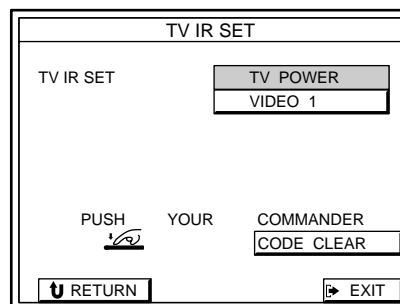 TV IR SET
TV IR SET TV POWER
VIDEO 1
PUSH YOUR COMMANDER
CODE CLEAR
RETURN EXIT